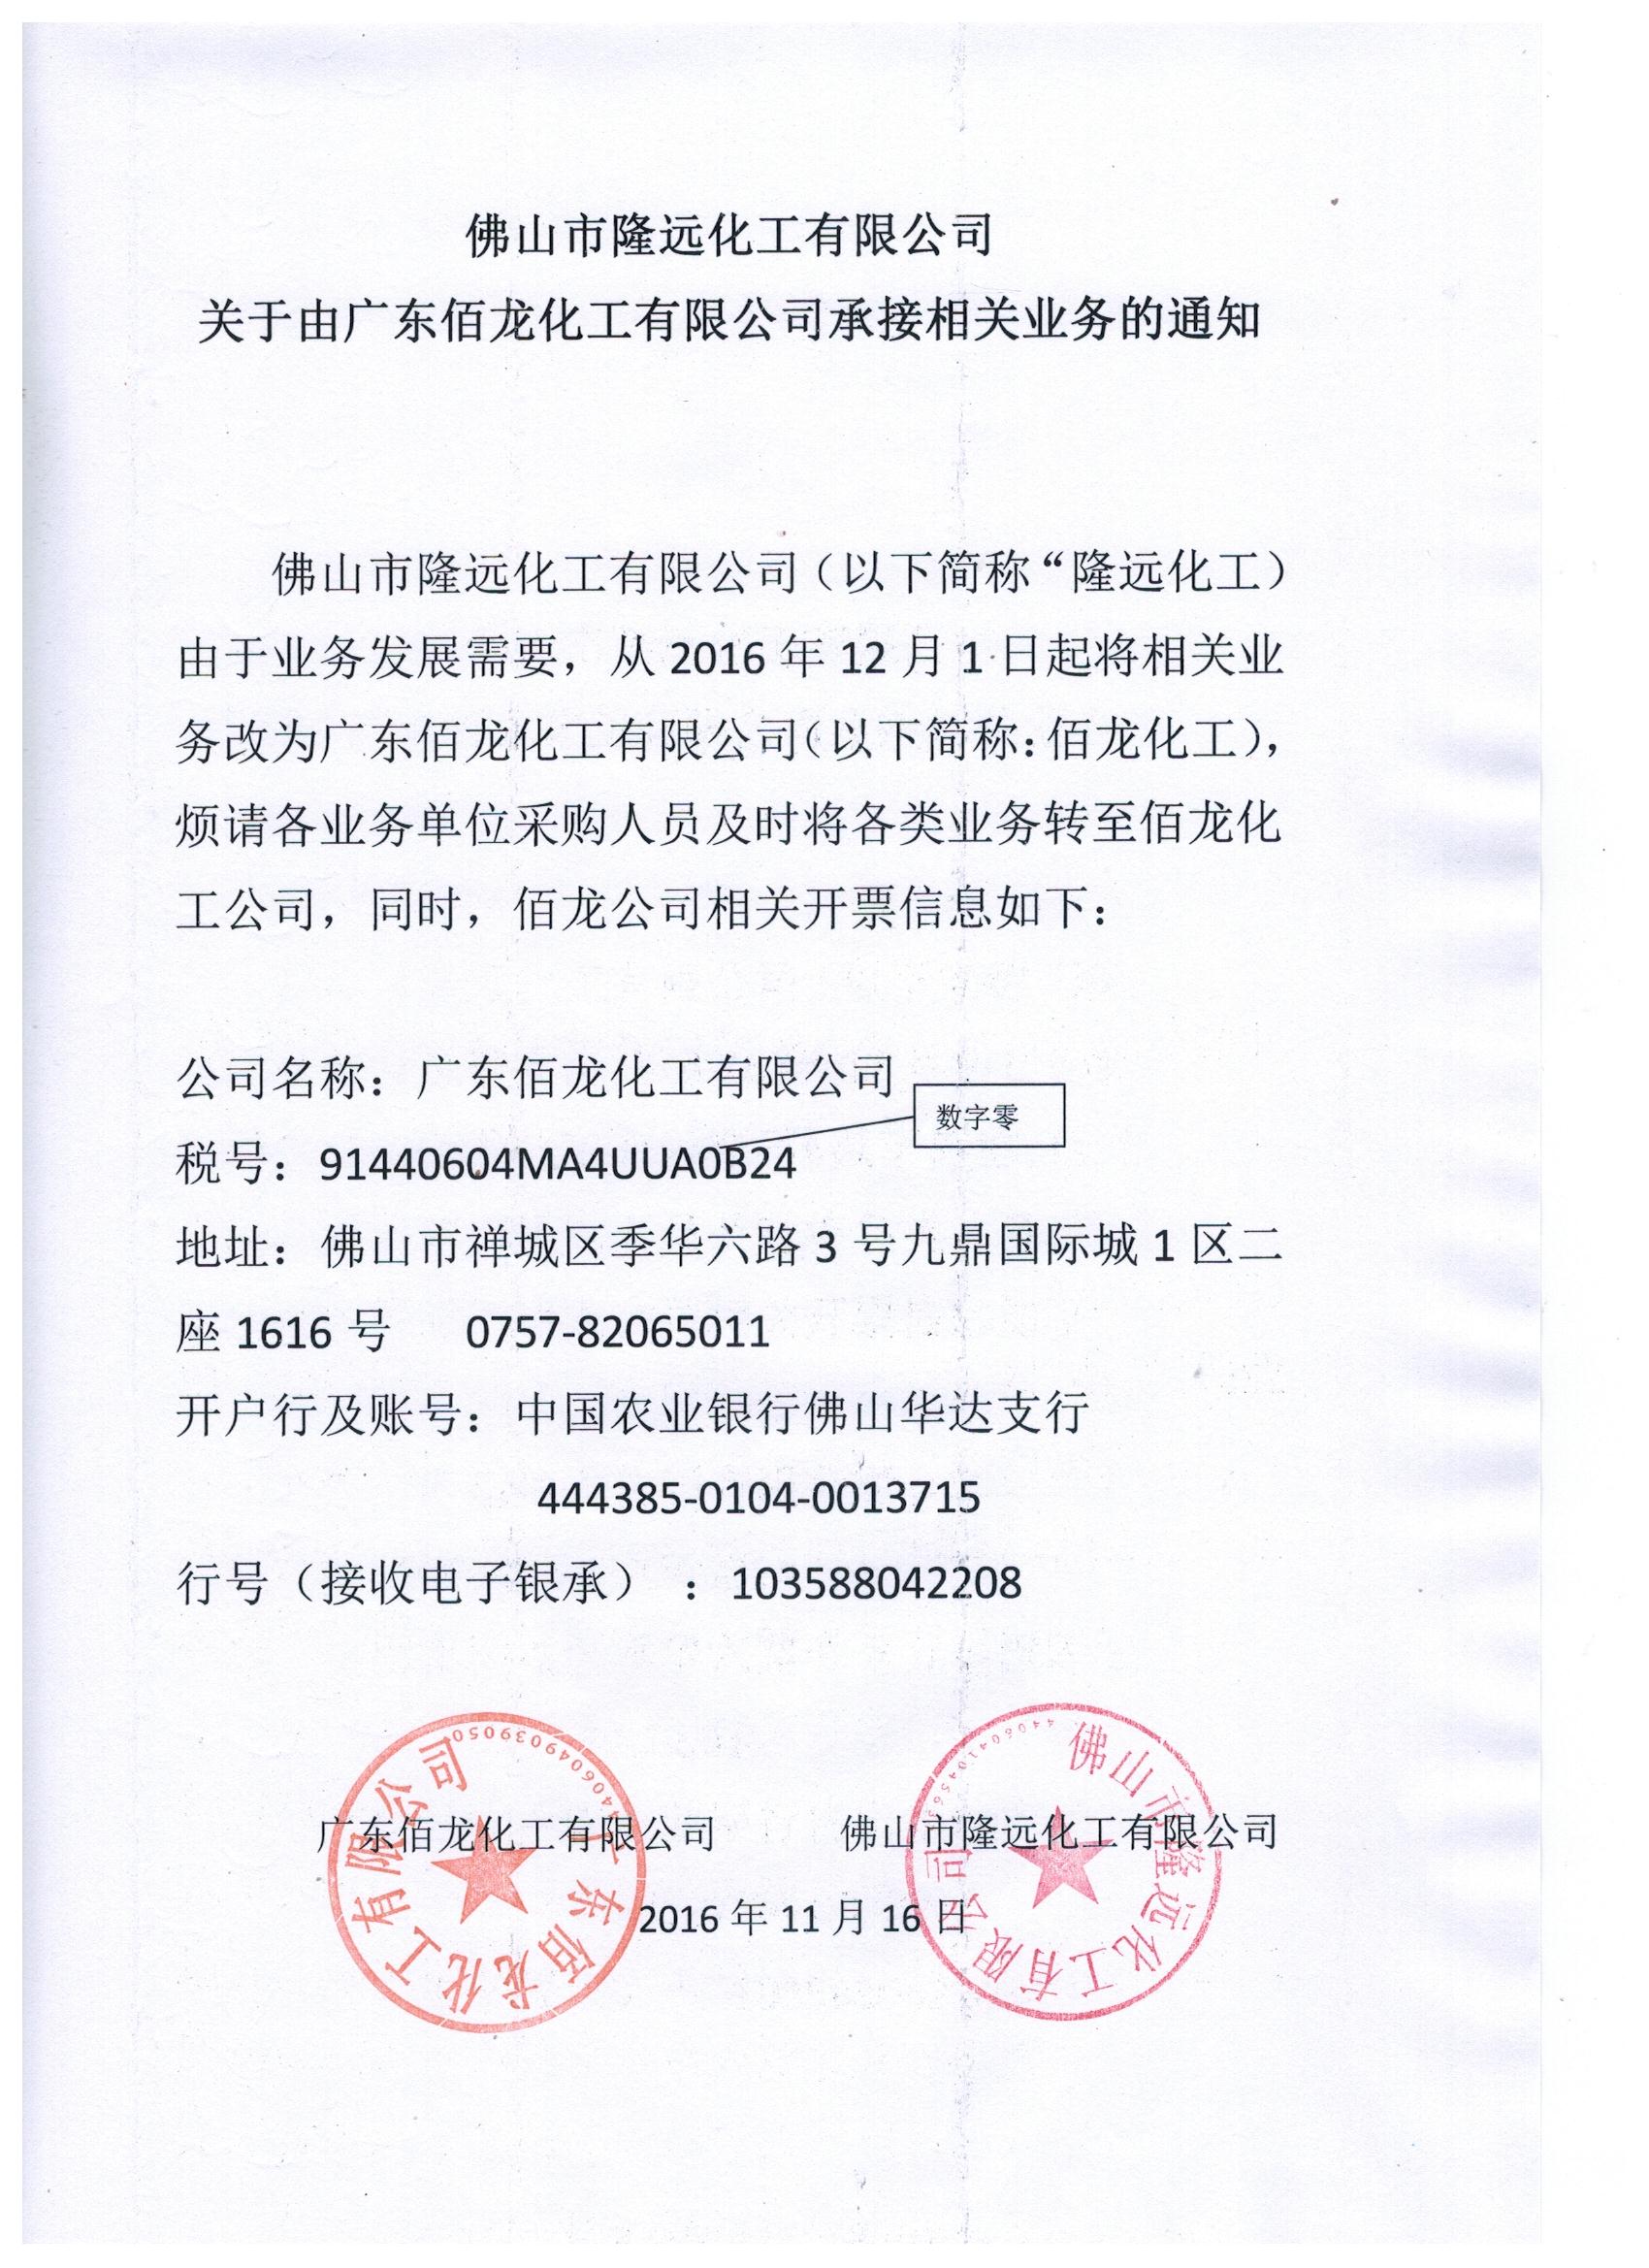 佛山市隆远化工有限公司
关于由广东佰龙化工有限公司承接相关业务的通知
佛山市隆远化工有限公司（以下简称“隆远化工）
由于业务发展需要，从 2016 年 12 月 1 日起将相关业
务改为广东佰龙化工有限公司（以下简称：佰龙化工），
烦请各业务单位采购人员及时将各类业务转至佰龙化
工公司，同时，佰龙公司相关开票信息如下：
公司名称：广东佰龙化工有限公司
数字零
税号：91440604MA4UUA0B24
地址：佛山市禅城区季华六路 3 号九鼎国际城 1 区二
座 1616 号 0757-82065011
开户行及账号：中国农业银行佛山华达支行
444385-0104-0013715
行号（接收电子银承）：103588042208
广东佰龙化工有限公司 佛山市隆远化工有限公司
2016 年 11 月 16 日
广东佰龙化工有限公司
佛山市隆远化工有限公司